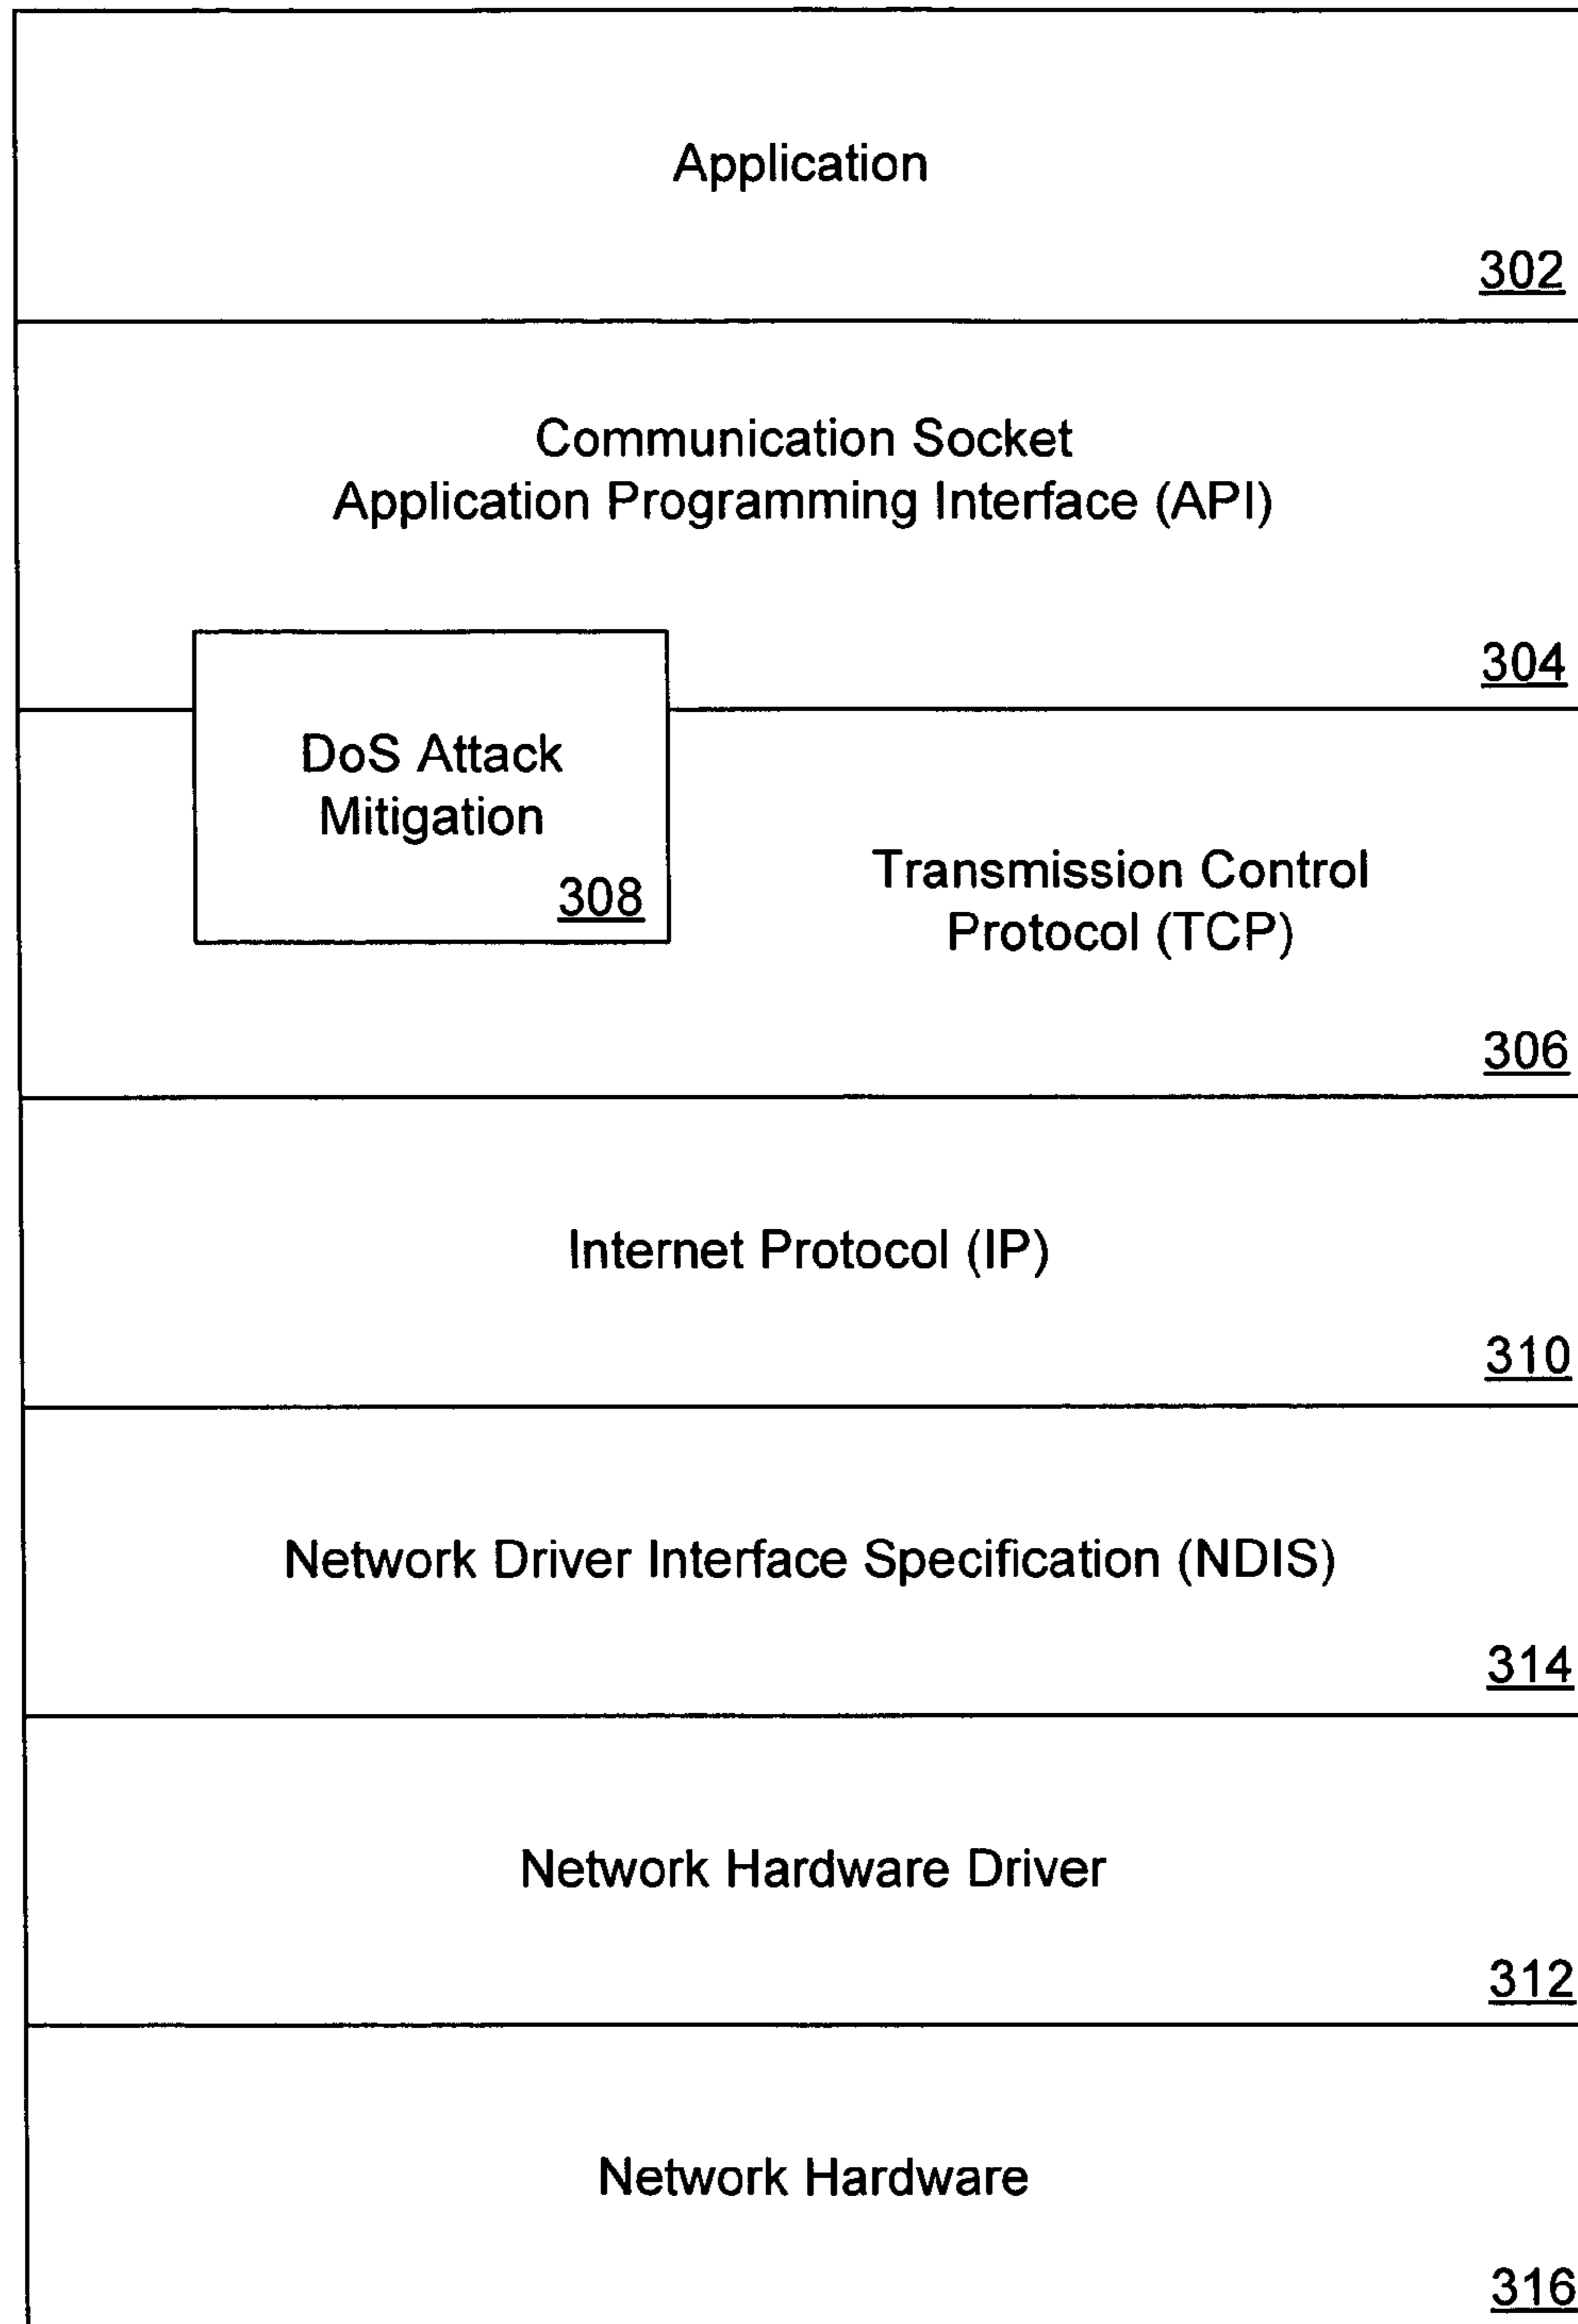 Application
302
Communication Socket
Application Programming Interface (API)
304
DoS Attack
Mitigation
308
Transmission Control
Protocol (TCP)
306
Internet Protocol (IP)
310
Network Driver Interface Specification (NDIS)
314
Network Hardware Driver
312
Network Hardware
316